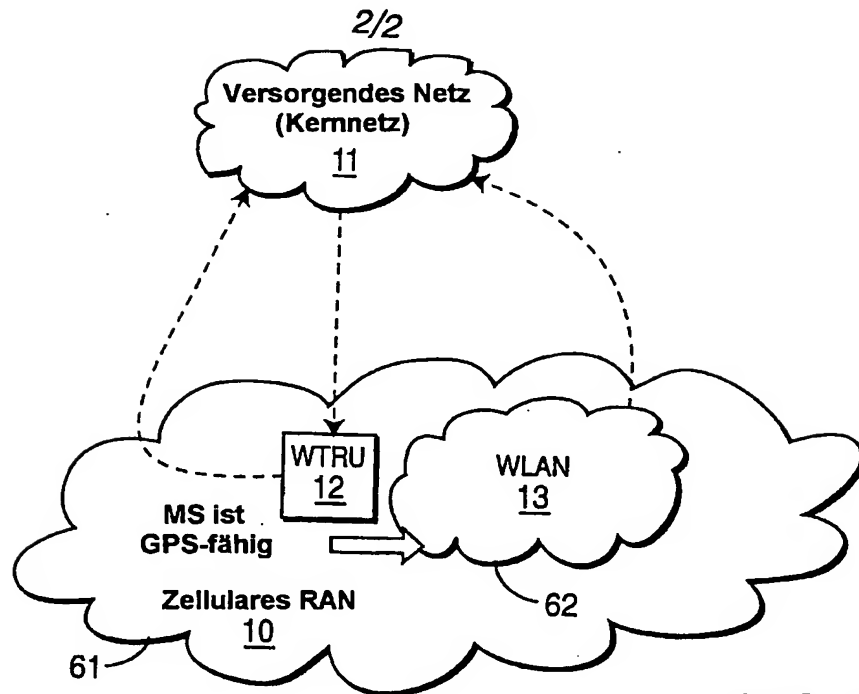 2/2
Versorgendes Netz
(Kernnetz)
11
WTRU
12
WLAN
13
MS ist
GPS-fähig
Zellulares RAN
10
61
62